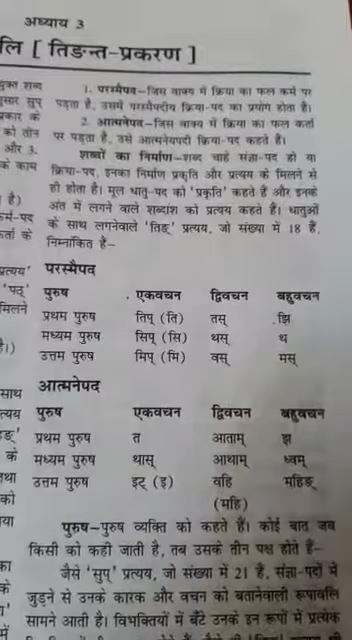 अध्याय 3
लि [ तिङन्त-प्रकरण ]
1. परस्मैपद–जिस वाक्य में क्रिया का फल कर्म पर
पड़ता है, उसमें परस्मैपदीय क्रिया-पद का प्रयोग होता है।
2. आत्मनेपद–जिस वाक्य में क्रिया का फल कर्ता
पर पड़ता है, उसे आत्मनेपदी क्रिया-पद कहते हैं।
शब्दों का निर्माण–शब्द चाहे संज्ञा-पद हो या
क्रिया-पद, इनका निर्माण प्रकृति और प्रत्यय के मिलने से
ही होता है। मूल धातु-पद को 'प्रकृति' कहते हैं और इनके
अंत में लगने वाले शब्दांश को प्रत्यय कहते हैं। धातुओं
के साथ लगनेवाले 'तिङ्' प्रत्यय, जो संख्या में 18 हैं,
निम्नांकित हैं–
परस्मैपद
पुरुष एकवचन द्विवचन बहुवचन
प्रथम पुरुष तिप् (ति) तस् झि
मध्यम पुरुष सिप् (सि) थस् थ
उत्तम पुरुष मिप् (मि) वस् मस्
आत्मनेपद
पुरुष एकवचन द्विवचन बहुवचन
प्रथम पुरुष त आताम् झ
मध्यम पुरुष थास् आथाम् ध्वम्
उत्तम पुरुष इट् (इ) वहि महिङ्
(महि)
पुरुष–पुरुष व्यक्ति को कहते हैं। कोई बात जब
किसी को कही जाती है, तब उसके तीन पक्ष होते हैं–
जैसे 'सुप्' प्रत्यय, जो संख्या में 21 हैं, संज्ञा-पदों में
जुड़ने से उनके कारक और वचन को बतानेवाली रूपावलि
सामने आती है। विभक्तियों में बँटे उनके इन रूपों में प्रत्येक